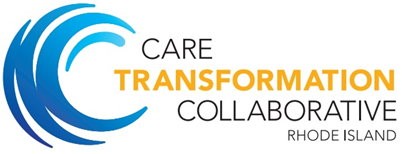 CARE
TRANSFORMATION
COLLABORATIVE
RHODE ISLAND